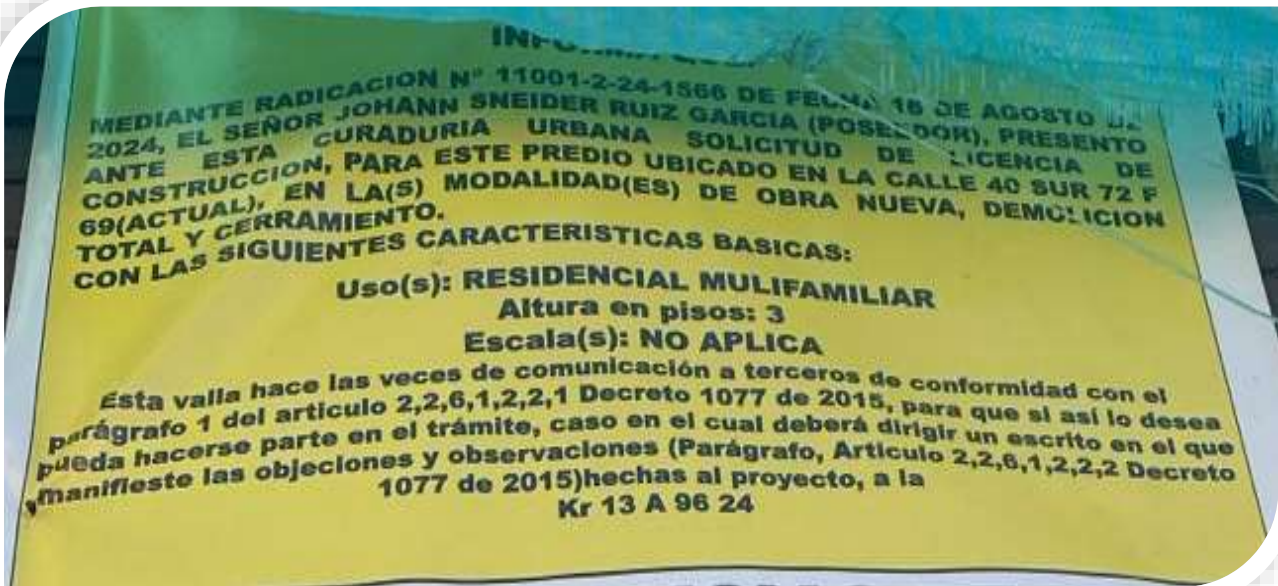 MEDIANTE RADICACION N° 11001-2-24-1566 DE FECHA 16 DE AGOSTO DE
2024, EL SEÑOR JOHANN SNEIDER RUIZ GARCIA (POSEEDOR), PRESENTO
ANTE ESTA CURADURIA URBANA SOLICITUD DE LICENCIA DE
CONSTRUCCION, PARA ESTE PREDIO UBICADO EN LA CALLE 40 SUR 72 F
69(ACTUAL), EN LA(S) MODALIDAD(ES) DE OBRA NUEVA, DEMOLICION
TOTAL Y CERRAMIENTO.
CON LAS SIGUIENTES CARACTERISTICAS BASICAS:
Uso(s): RESIDENCIAL MULIFAMILIAR
Altura en pisos: 3
Escala(s): NO APLICA
Esta valla hace las veces de comunicación a terceros de conformidad con el
parágrafo 1 del articulo 2,2,6,1,2,2,1 Decreto 1077 de 2015, para que si así lo desea
pueda hacerse parte en el trámite, caso en el cual deberá dirigir un escrito en el que
manifieste las objeciones y observaciones (Parágrafo, Articulo 2,2,6,1,2,2,2 Decreto
1077 de 2015)hechas al proyecto, a la
Kr 13 A 96 24